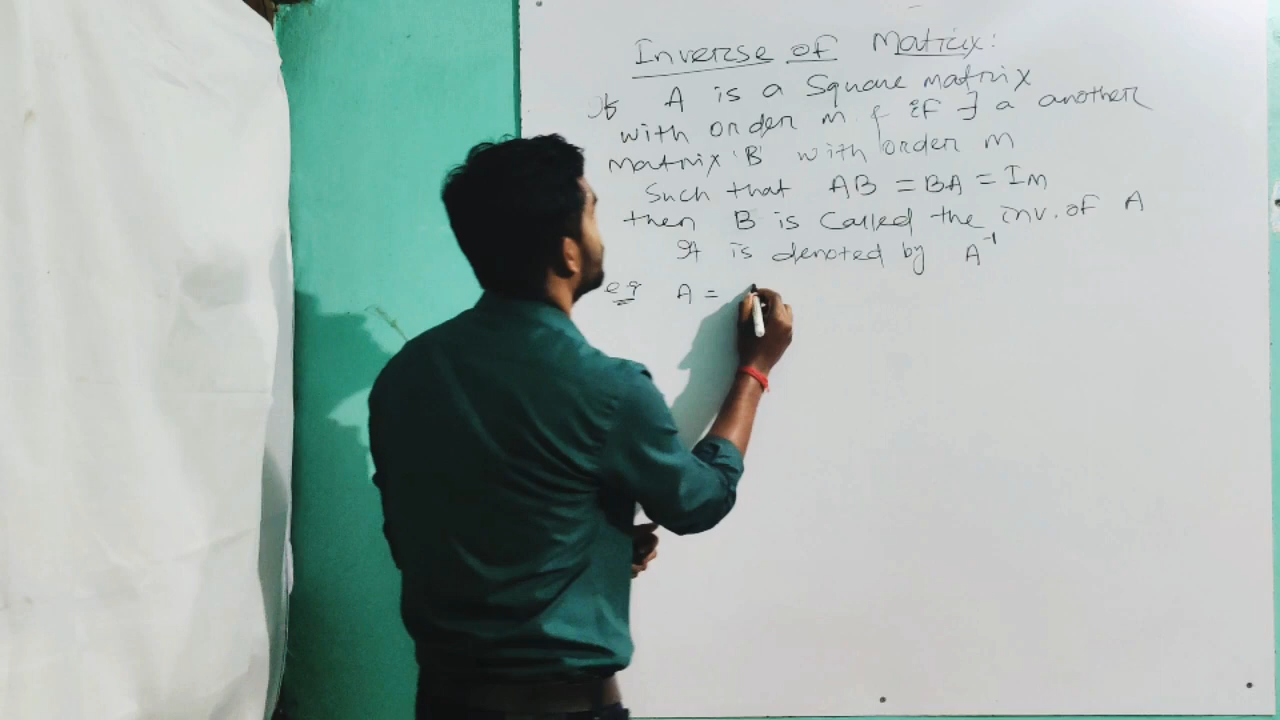 Inverse of Matrix:
If A is a Square matrix
with order m & if ∃ a another
matrix 'B' with order m
Such that AB = BA = Im
then B is called the inv. of A
It is denoted by A⁻¹
eg A =